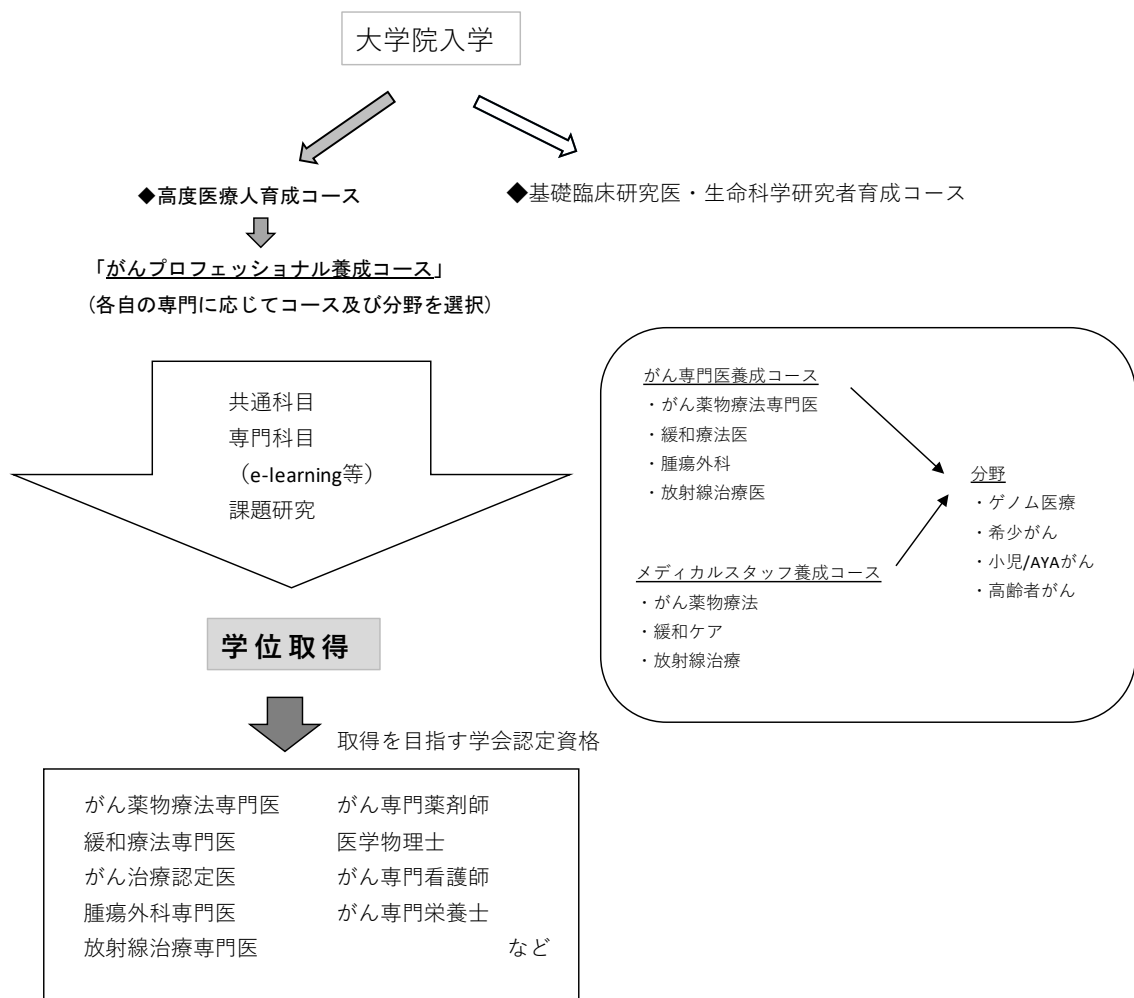 大学院入学
◆高度医療人育成コース
◆基礎臨床研究医・生命科学研究者育成コース
「がんプロフェッショナル養成コース」
（各自の専門に応じてコース及び分野を選択）
共通科目
専門科目
（e-learning等）
課題研究
がん専門医養成コース
・がん薬物療法専門医
・緩和療法医
・腫瘍外科
・放射線治療医
メディカルスタッフ養成コース
・がん薬物療法
・緩和ケア
・放射線治療
分野
・ゲノム医療
・希少がん
・小児/AYAがん
・高齢者がん
学位取得
取得を目指す学会認定資格
がん薬物療法専門医 がん専門薬剤師
緩和療法専門医 医学物理士
がん治療認定医 がん専門看護師
腫瘍外科専門医 がん専門栄養士
放射線治療専門医 など